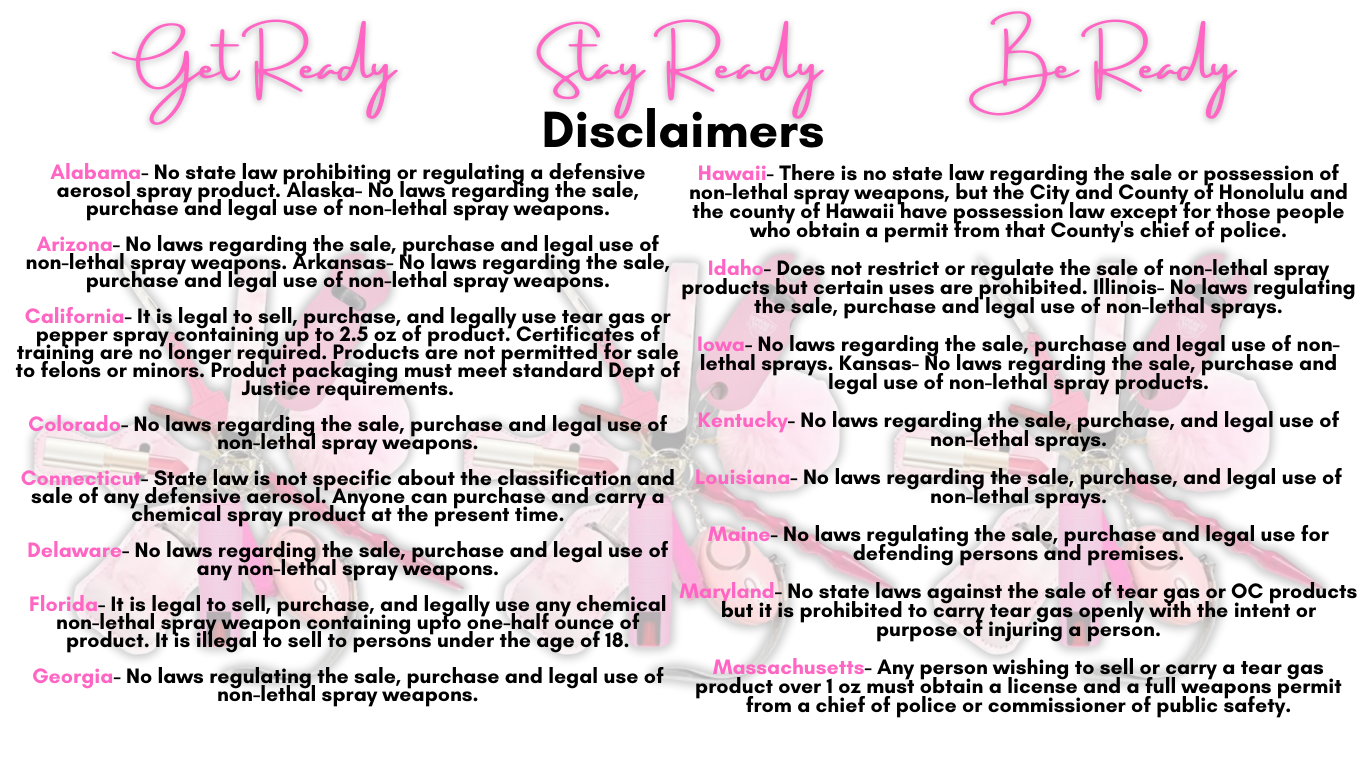 Get Ready
Stay Ready
Be Ready
Disclaimers
Alabama- No state law prohibiting or regulating a defensive
aerosol spray product. Alaska- No laws regarding the sale,
purchase and legal use of non-lethal spray weapons.
Arizona- No laws regarding the sale, purchase and legal use of
non-lethal spray weapons. Arkansas- No laws regarding the sale,
purchase and legal use of non-lethal spray weapons.
California- It is legal to sell, purchase, and legally use tear gas or
pepper spray containing up to 2.5 oz of product. Certificates of
training are no longer required. Products are not permitted for sale
to felons or minors. Product packaging must meet standard Dept of
Justice requirements.
Colorado- No laws regarding the sale, purchase and legal use of
non-lethal spray weapons.
Connecticut- State law is not specific about the classification and
sale of any defensive aerosol. Anyone can purchase and carry a
chemical spray product at the present time.
Delaware- No laws regarding the sale, purchase and legal use of
any non-lethal spray weapons.
Florida- It is legal to sell, purchase, and legally use any chemical
non-lethal spray weapon containing upto one-half ounce of
product. It is illegal to sell to persons under the age of 18.
Georgia- No laws regulating the sale, purchase and legal use of
non-lethal spray weapons.
Hawaii- There is no state law regarding the sale or possession of
non-lethal spray weapons, but the City and County of Honolulu and
the county of Hawaii have possession law except for those people
who obtain a permit from that County's chief of police.
Idaho- Does not restrict or regulate the sale of non-lethal spray
products but certain uses are prohibited. Illinois- No laws regulating
the sale, purchase and legal use of non-lethal sprays.
Iowa- No laws regarding the sale, purchase and legal use of non-
lethal sprays. Kansas- No laws regarding the sale, purchase and
legal use of non-lethal spray products.
Kentucky- No laws regarding the sale, purchase, and legal use of
non-lethal sprays.
Louisiana- No laws regarding the sale, purchase, and legal use of
non-lethal sprays.
Maine- No laws regulating the sale, purchase and legal use for
defending persons and premises.
Maryland- No state laws against the sale of tear gas or OC products
but it is prohibited to carry tear gas openly with the intent or
purpose of injuring a person.
Massachusetts- Any person wishing to sell or carry a tear gas
product over 1 oz must obtain a license and a full weapons permit
from a chief of police or commissioner of public safety.